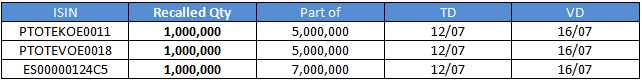 ISIN Recalled Qty Part of TD VD
PTOTEKOE0011 1,000,000 5,000,000 12/07 16/07
PTOTEVOE0018 1,000,000 5,000,000 12/07 16/07
ES00000124C5 1,000,000 7,000,000 12/07 16/07